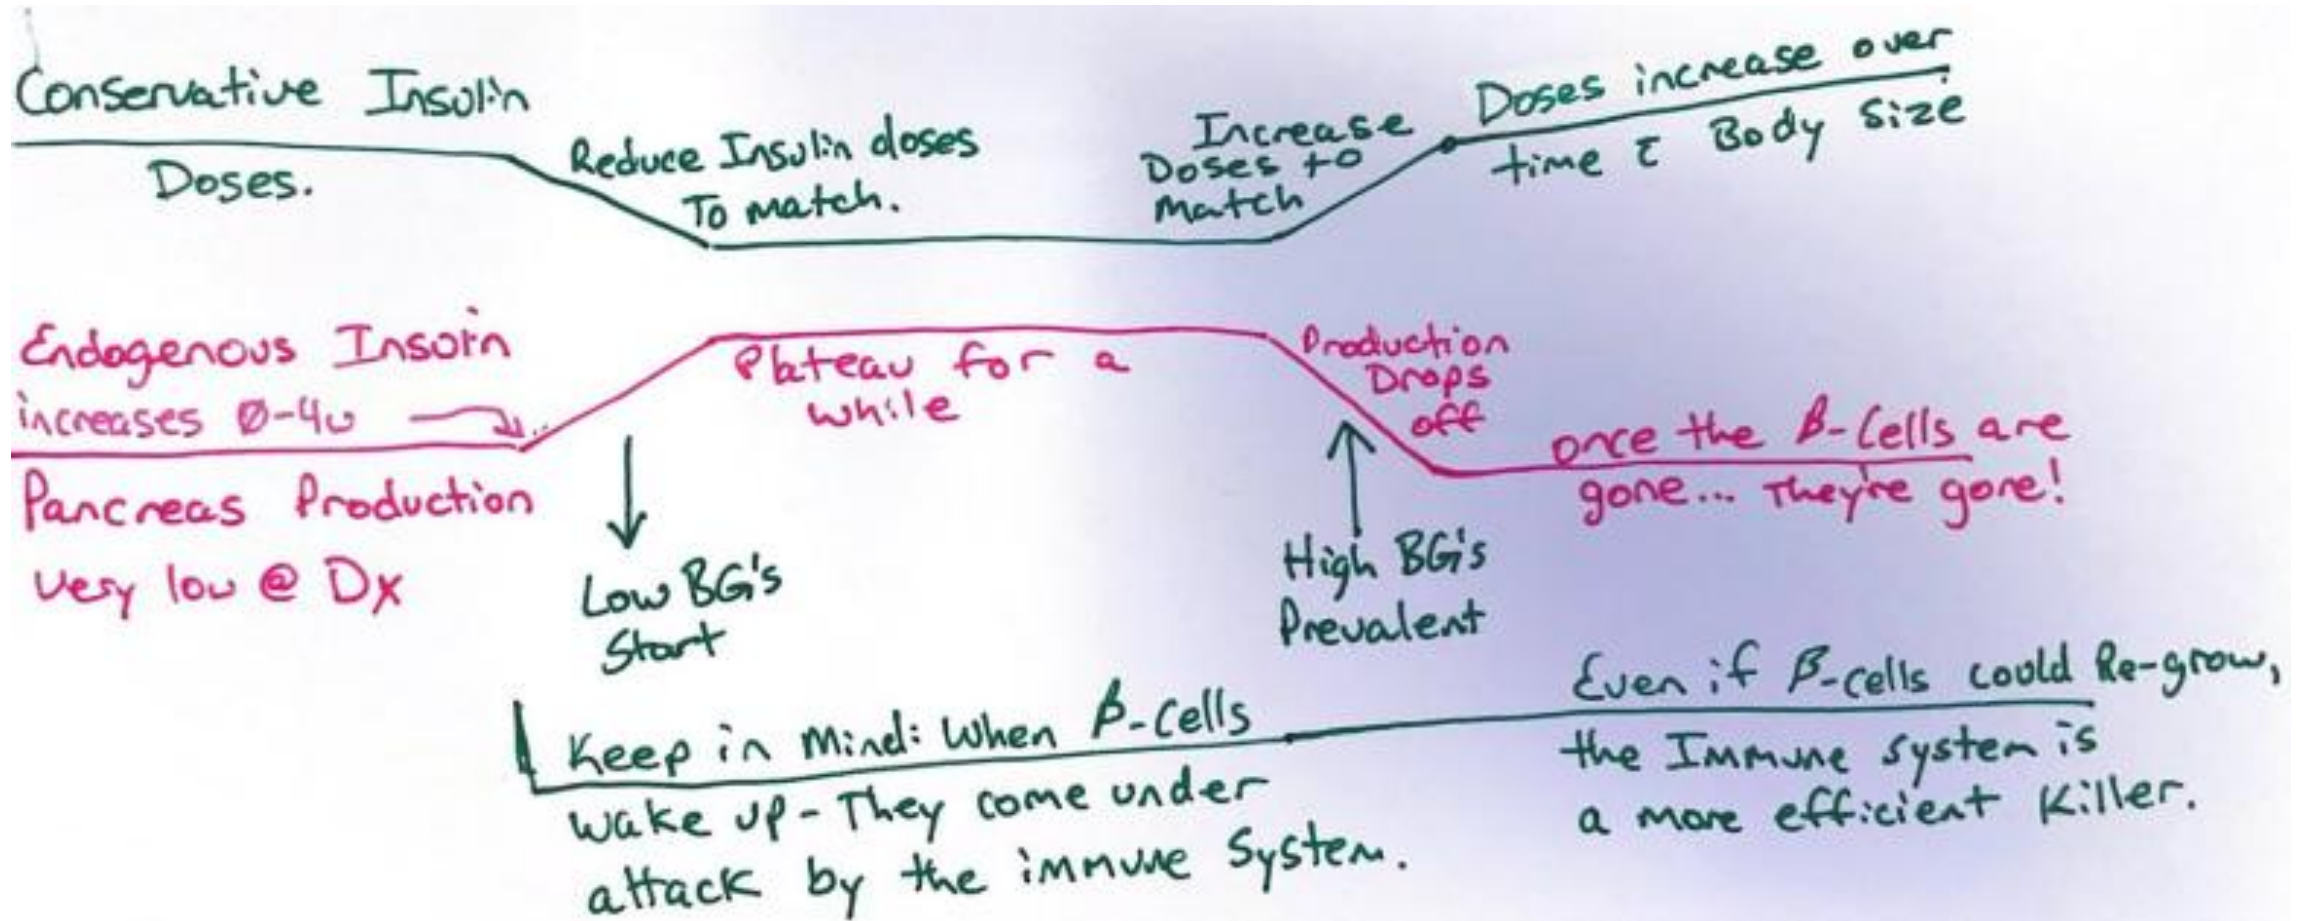 Conservative Insulin
Doses.
Reduce Insulin doses
To match.
Increase
Doses to
Match
Doses increase over
time c̄ Body Size
Endogenous Insulin
increases Ø-4u
Pancreas Production
very low @ Dx
Plateau for a
while
Production
Drops
off
once the β-Cells are
gone... They're gone!
Low BG's
Start
High BG's
Prevalent
Keep in Mind: When β-Cells
wake up - They come under
attack by the immune System.
Even if β-cells could Re-grow,
the Immune system is
a more efficient Killer.